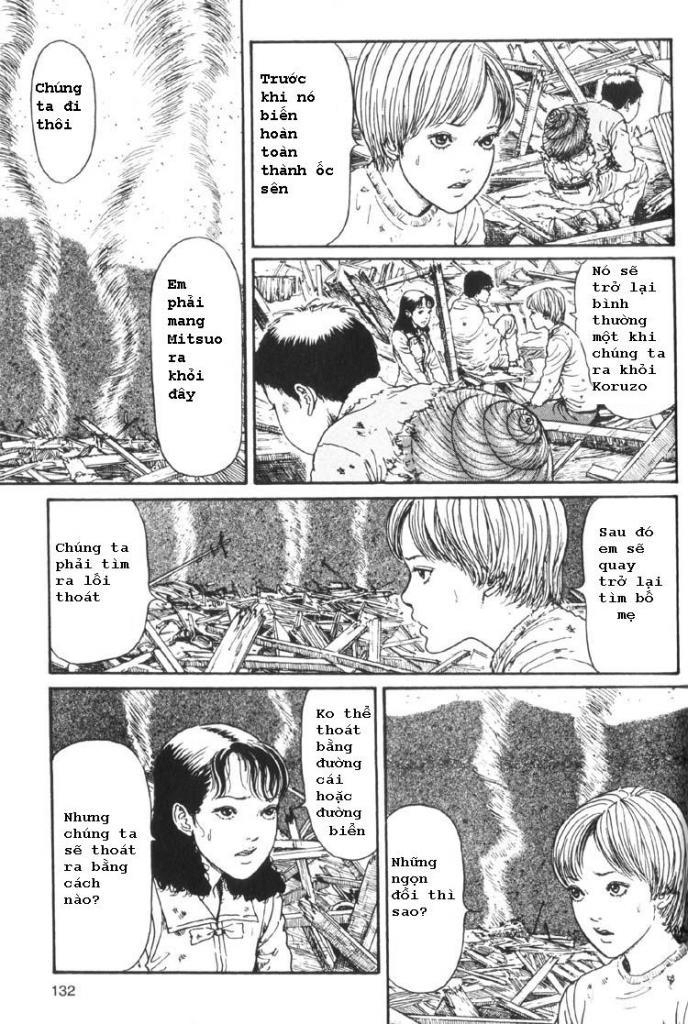 Chúng
ta đi
thôi
Em
phải
mang
Mitsuo
ra
khỏi
đây
Trước
khi nó
biến
hoàn
toàn
thành ốc
sên
Nó sẽ
trở lại
bình
thường
một khi
chúng ta
ra khỏi
Koruzo
Chúng ta
phải tìm
ra lối
thoát
Sau đó
em sẽ
quay
trở lại
tìm bố
mẹ
Nhưng
chúng ta
sẽ thoát
ra bằng
cách
nào?
Ko thể
thoát
bằng
đường
cái
hoặc
đường
biển
Những
ngọn
đồi thì
sao?
132